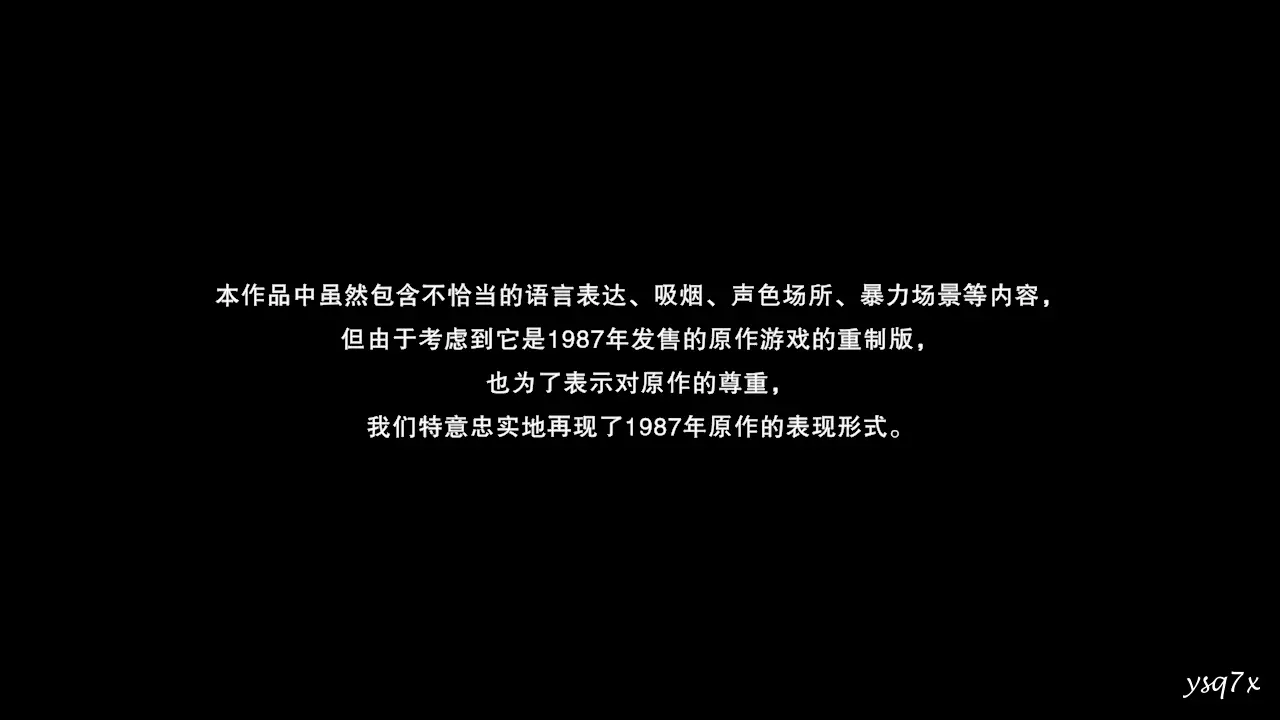 本作品中虽然包含不恰当的语言表达、吸烟、声色场所、暴力场景等内容，
但由于考虑到它是1987年发售的原作游戏的重制版，
也为了表示对原作的尊重，
我们特意忠实地再现了1987年原作的表现形式。
ysq7x